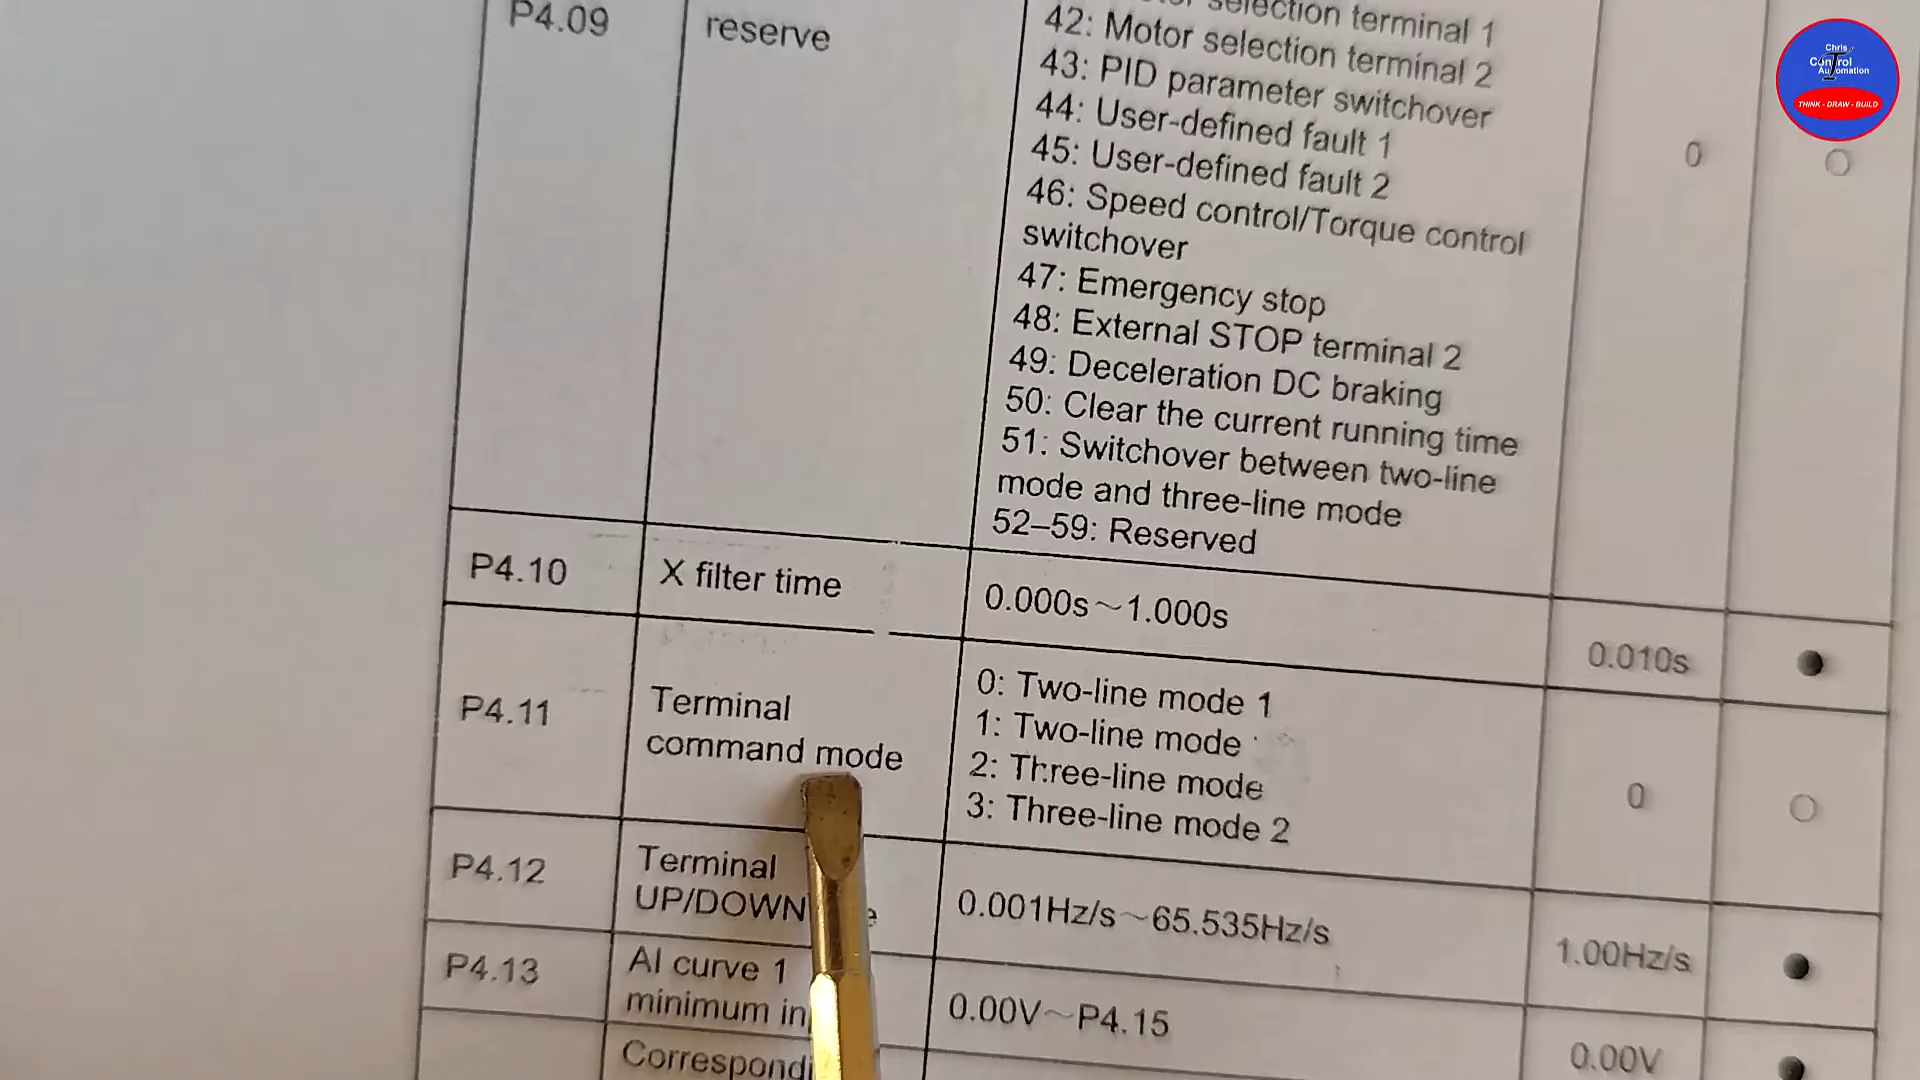 P4.09
reserve
selection terminal 1
42: Motor selection terminal 2
43: PID parameter switchover
44: User-defined fault 1
45: User-defined fault 2
46: Speed control/Torque control
switchover
47: Emergency stop
48: External STOP terminal 2
49: Deceleration DC braking
50: Clear the current running time
51: Switchover between two-line
mode and three-line mode
52–59: Reserved
0
P4.10
X filter time
0.000s～1.000s
0.010s
P4.11
Terminal
command mode
0: Two-line mode 1
1: Two-line mode
2: Three-line mode
3: Three-line mode 2
0
P4.12
Terminal
UP/DOWN
0.001Hz/s～65.535Hz/s
1.00Hz/s
P4.13
AI curve 1
minimum in
0.00V～P4.15
0.00V
Correspondi
Chris
Control
Automation
THINK - DRAW - BUILD